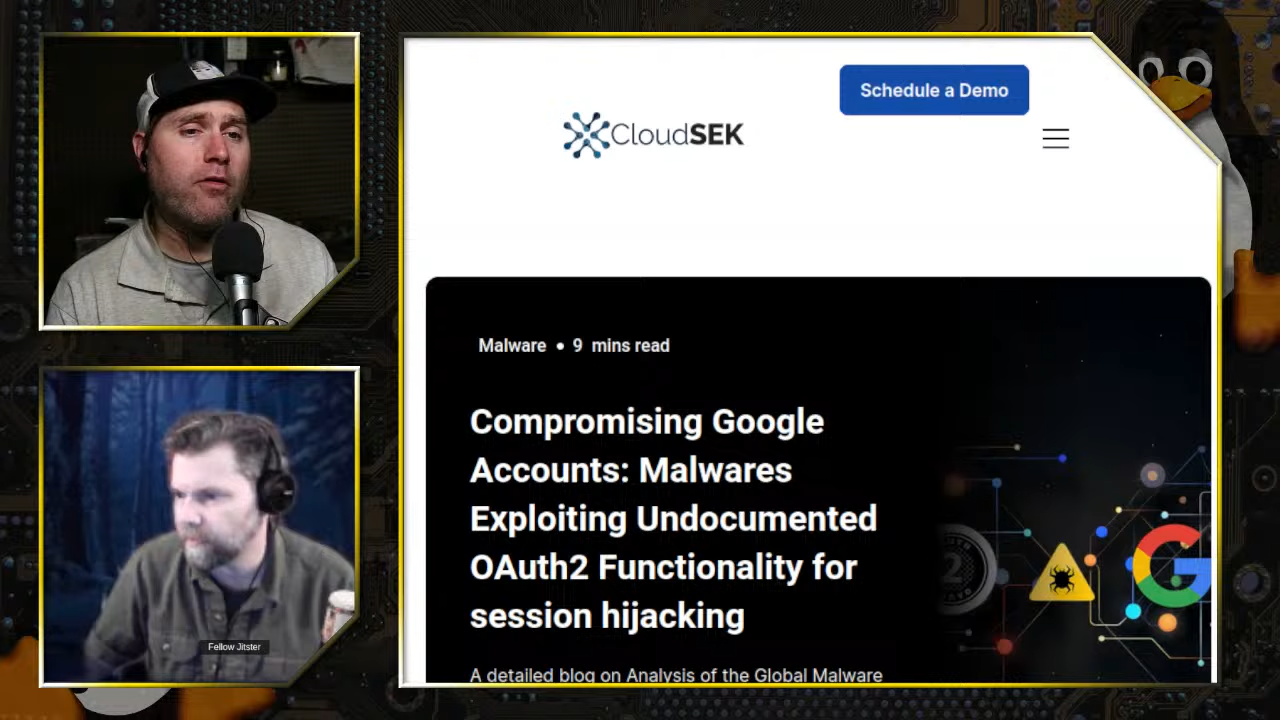 Schedule a Demo
CloudSEK
Malware • 9 mins read
Compromising Google
Accounts: Malwares
Exploiting Undocumented
OAuth2 Functionality for
session hijacking
A detailed blog on Analysis of the Global Malware
Fellow Jitster